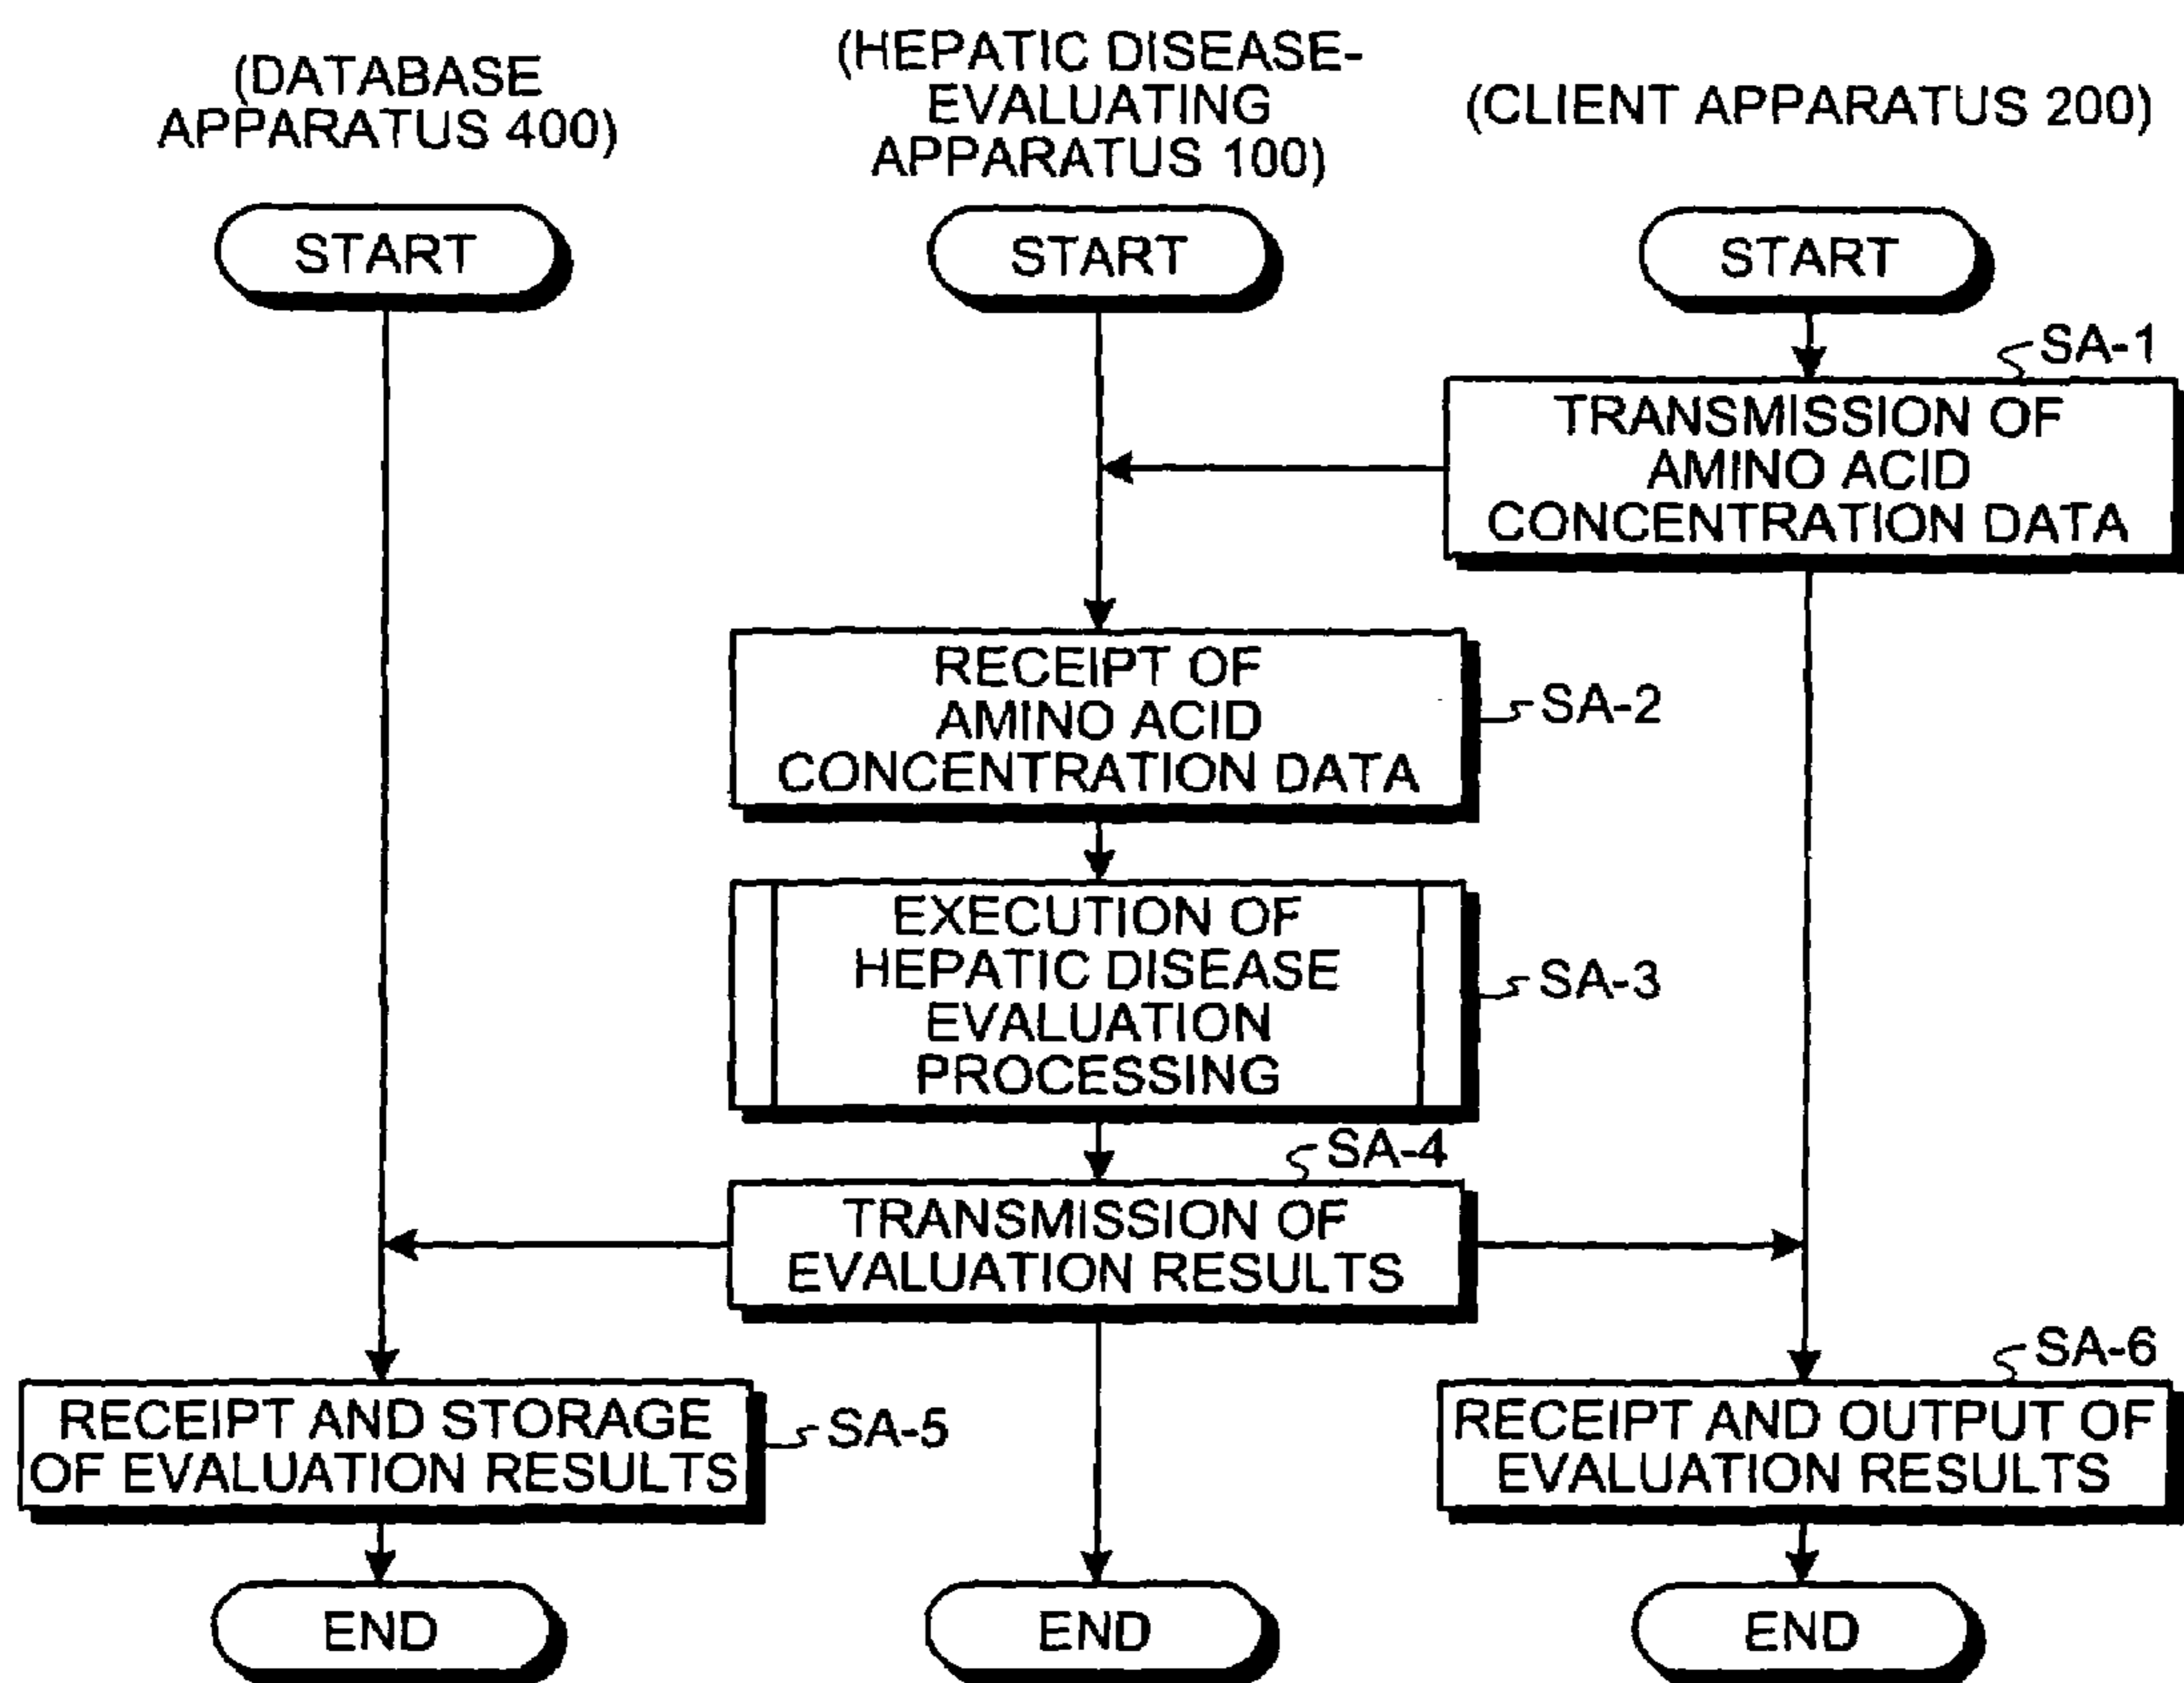 (DATABASE
APPARATUS 400)
(HEPATIC DISEASE-
EVALUATING
APPARATUS 100)
(CLIENT APPARATUS 200)
START
START
START
SA-1
TRANSMISSION OF
AMINO ACID
CONCENTRATION DATA
RECEIPT OF
AMINO ACID
CONCENTRATION DATA
SA-2
EXECUTION OF
HEPATIC DISEASE
EVALUATION
PROCESSING
SA-3
SA-4
TRANSMISSION OF
EVALUATION RESULTS
RECEIPT AND STORAGE
OF EVALUATION RESULTS
SA-5
SA-6
RECEIPT AND OUTPUT OF
EVALUATION RESULTS
END
END
END